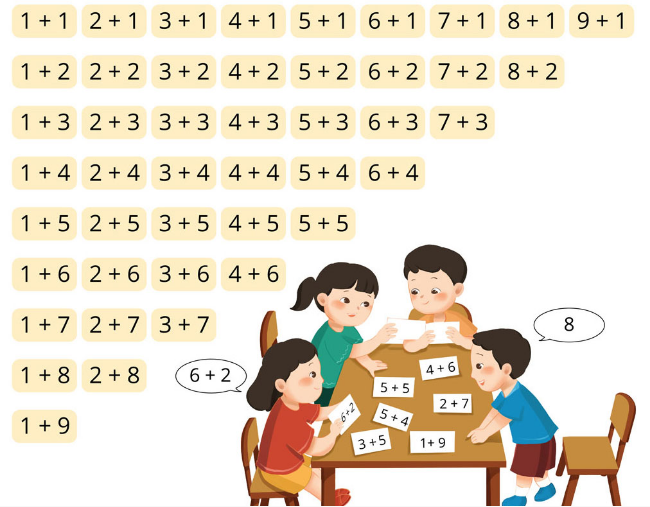 1 + 1 2 + 1 3 + 1 4 + 1 5 + 1 6 + 1 7 + 1 8 + 1 9 + 1
1 + 2 2 + 2 3 + 2 4 + 2 5 + 2 6 + 2 7 + 2 8 + 2
1 + 3 2 + 3 3 + 3 4 + 3 5 + 3 6 + 3 7 + 3
1 + 4 2 + 4 3 + 4 4 + 4 5 + 4 6 + 4
1 + 5 2 + 5 3 + 5 4 + 5 5 + 5
1 + 6 2 + 6 3 + 6 4 + 6
1 + 7 2 + 7 3 + 7
1 + 8 2 + 8
1 + 9
6 + 2
8
4 + 6
5 + 5
2 + 7
6+2
5 + 4
3 + 5
1+ 9